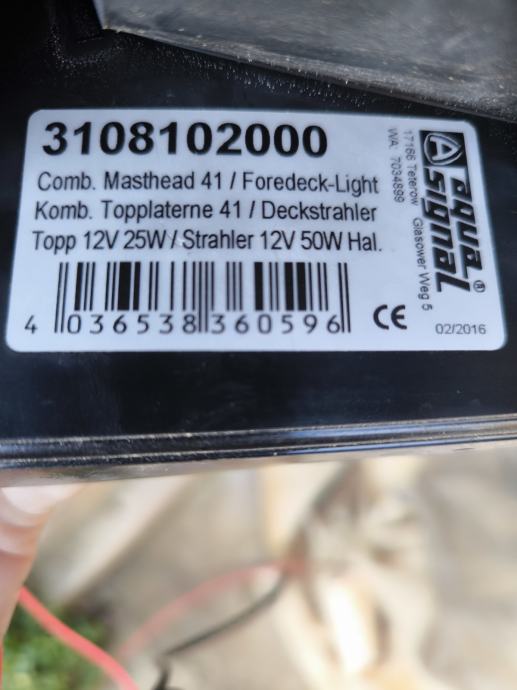 3108102000
Comb. Masthead 41 / Foredeck-Light
Komb. Topplaterne 41 / Deckstrahler
Topp 12V 25W / Strahler 12V 50W Hal.
4 036538 360596
CE
02/2016
aqua signal ®
17166 Teterow Glasower Weg 5
WA: 7034899